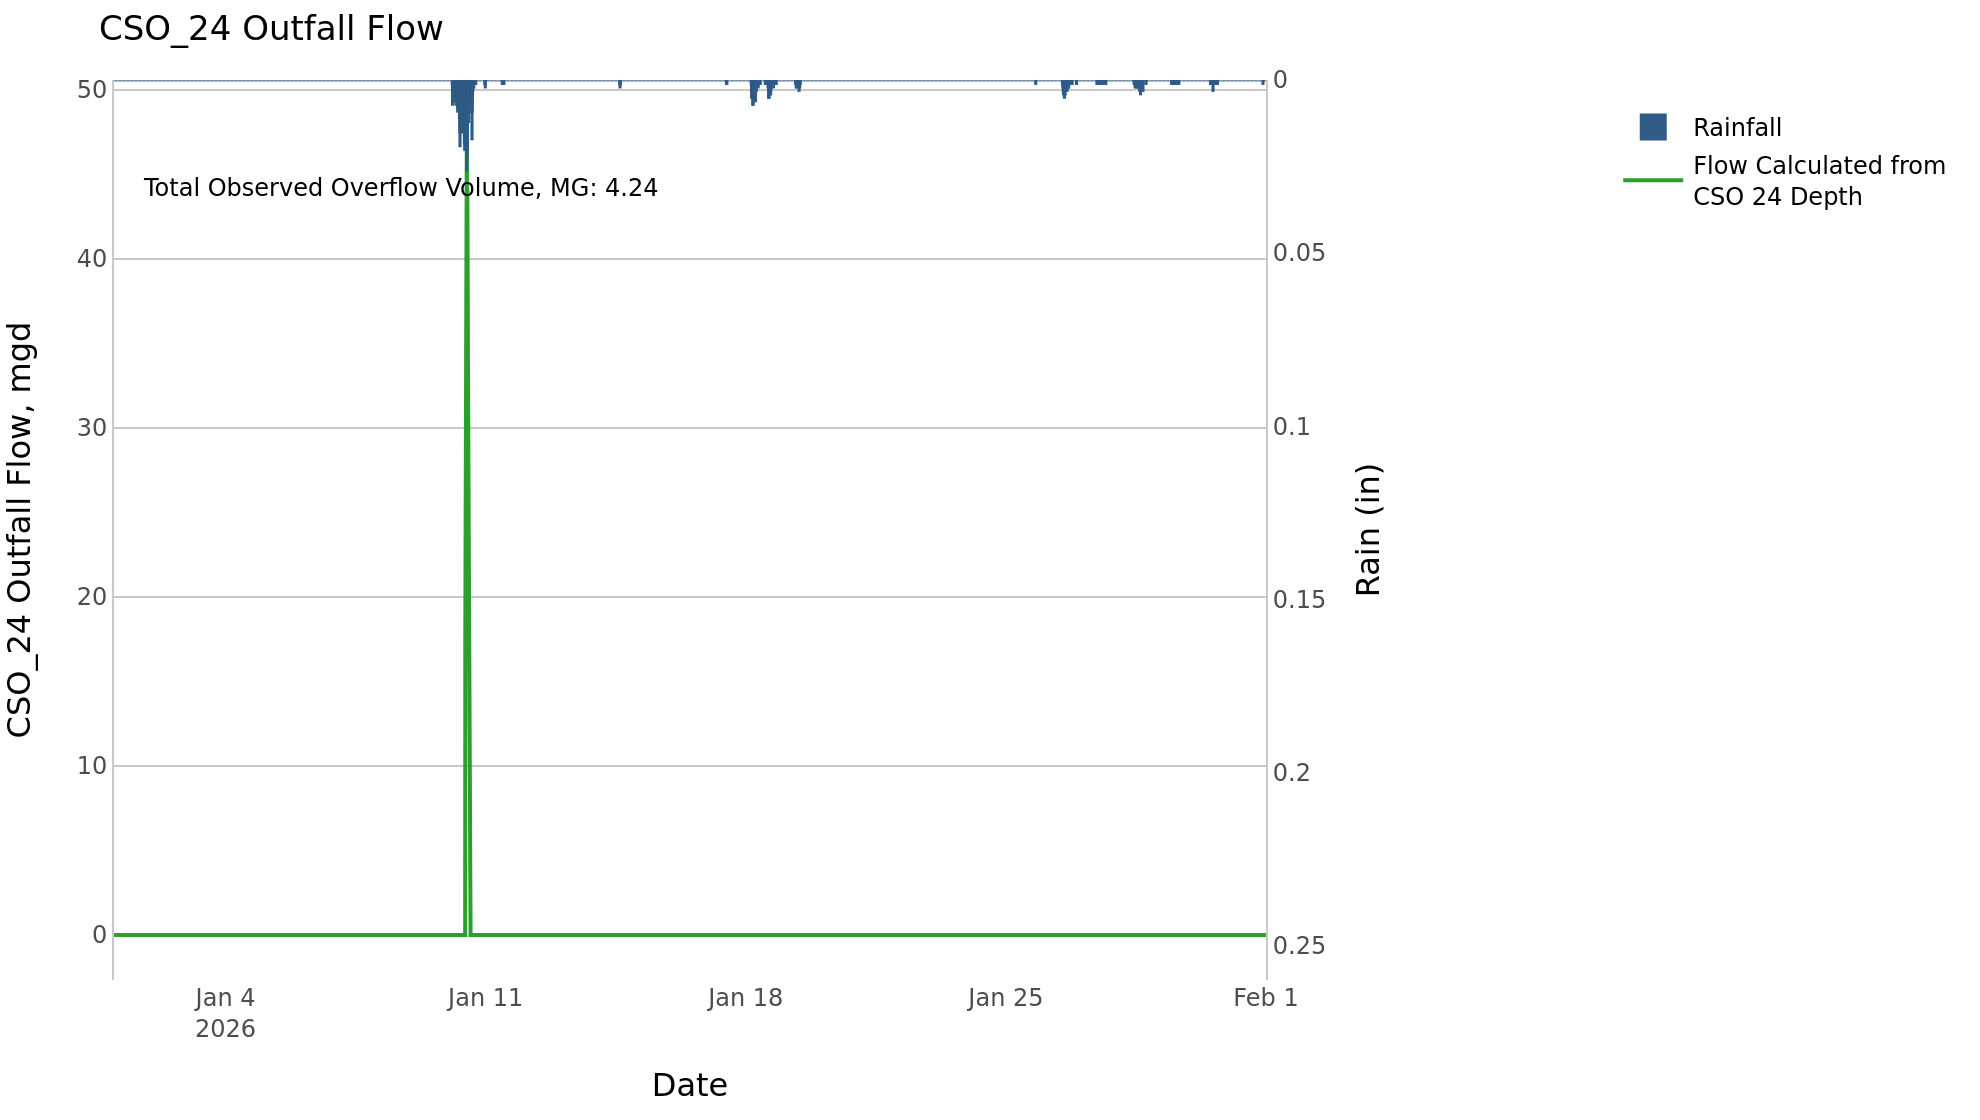 CSO_24 Outfall Flow
50
40
30
20
10
0
CSO_24 Outfall Flow, mgd
Total Observed Overflow Volume, MG: 4.24
0
0.05
0.1
0.15
0.2
0.25
Rain (in)
Jan 4
2026
Jan 11
Jan 18
Jan 25
Feb 1
Date
Rainfall
Flow Calculated from
CSO 24 Depth